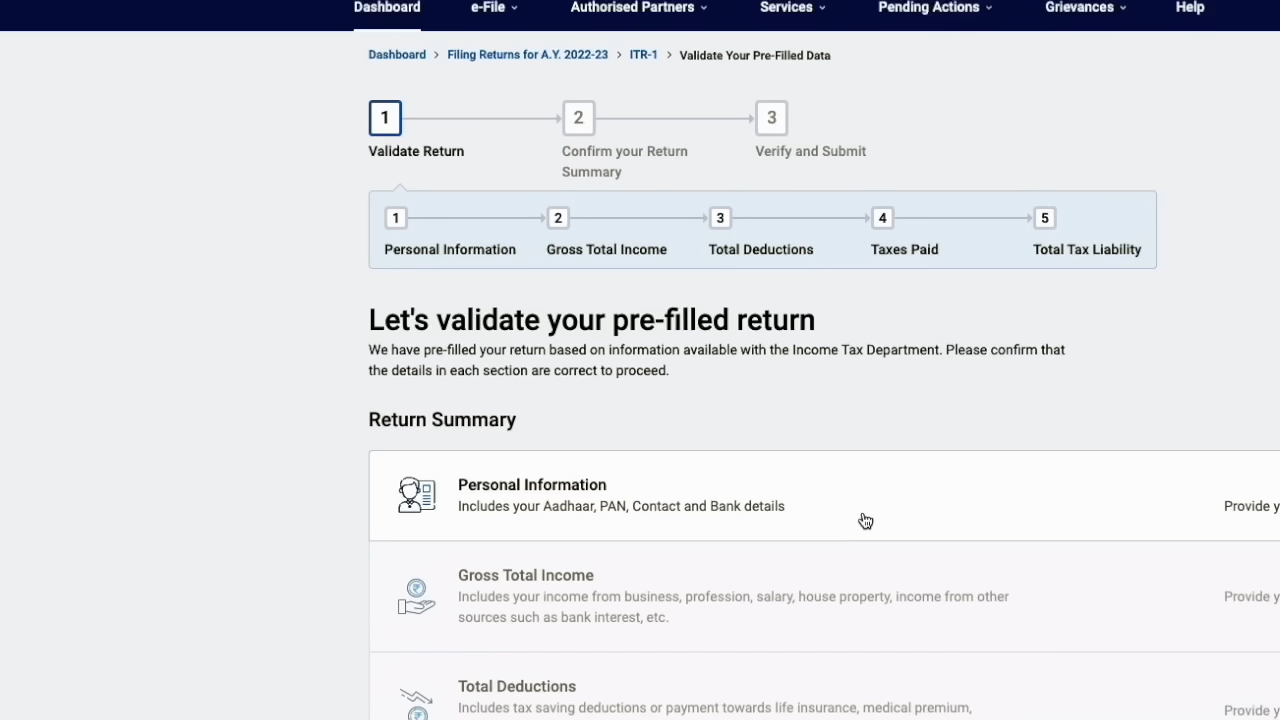 Dashboard e-File Authorised Partners Services Pending Actions Grievances Help
Dashboard > Filing Returns for A.Y. 2022-23 > ITR-1 > Validate Your Pre-Filled Data
1 2 3
Validate Return Confirm your Return Summary Verify and Submit
1 2 3 4 5
Personal Information Gross Total Income Total Deductions Taxes Paid Total Tax Liability
Let's validate your pre-filled return
We have pre-filled your return based on information available with the Income Tax Department. Please confirm that
the details in each section are correct to proceed.
Return Summary
Personal Information
Includes your Aadhaar, PAN, Contact and Bank details Provide y
Gross Total Income
Includes your income from business, profession, salary, house property, income from other Provide y
sources such as bank interest, etc.
Total Deductions
Includes tax saving deductions or payment towards life insurance, medical premium, Provide y